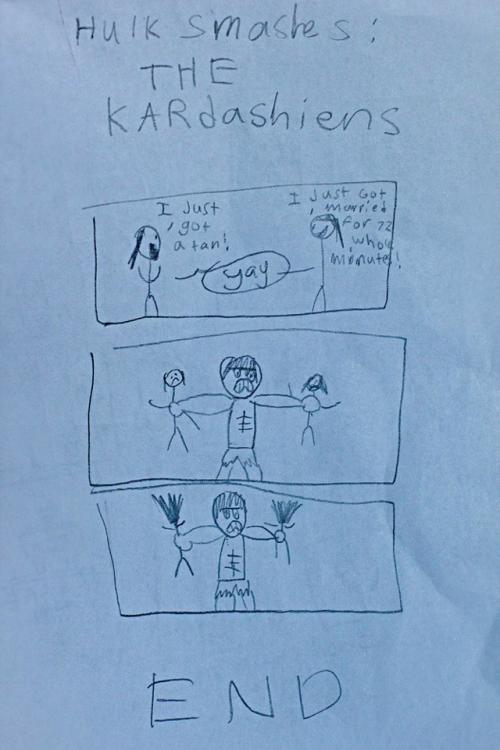 Hulk Smashes:
THE
KARdashiens
I Just
got
a tan!
I Just Got
married
for 72
whole
minutes!
yay
END